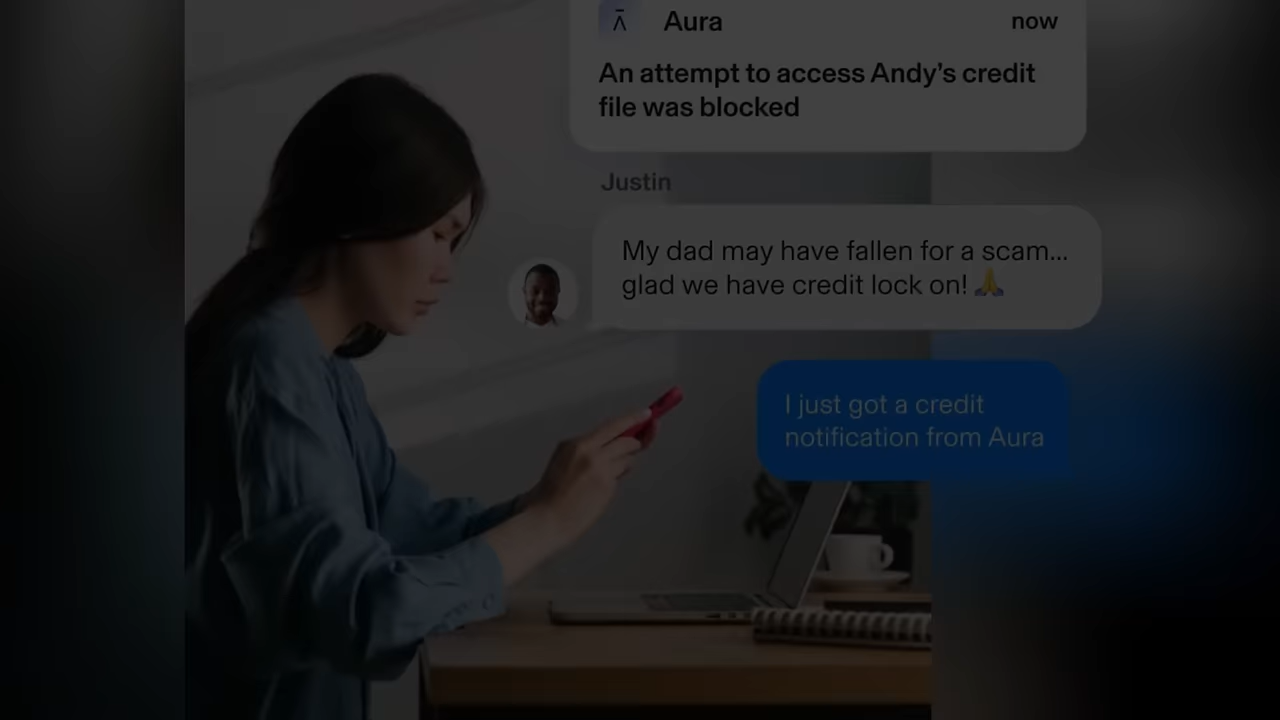 Aura
now
An attempt to access Andy’s credit
file was blocked
Justin
My dad may have fallen for a scam...
glad we have credit lock on! 🙏
I just got a credit
notification from Aura